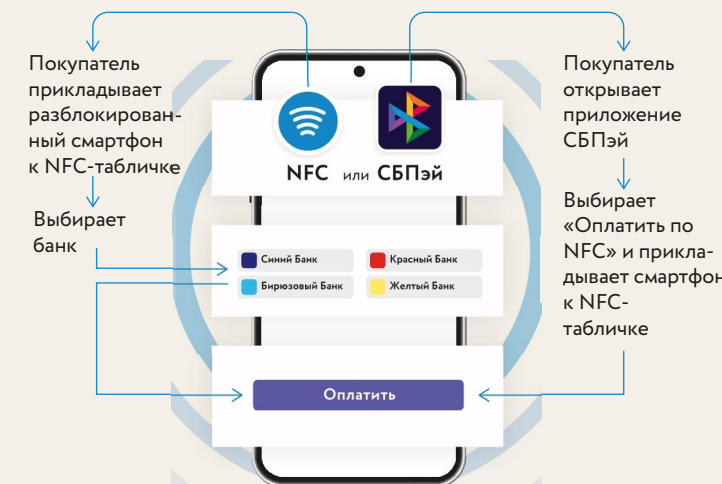 Покупатель
прикладывает
разблокирован-
ный смартфон
к NFC-табличке
Выбирает
банк
NFC или СБПэй
Синий Банк
Красный Банк
Бирюзовый Банк
Желтый Банк
Оплатить
Покупатель
открывает
приложение
СБПэй
Выбирает
«Оплатить по
NFC» и прикла-
дывает смартфон
к NFC-
табличке